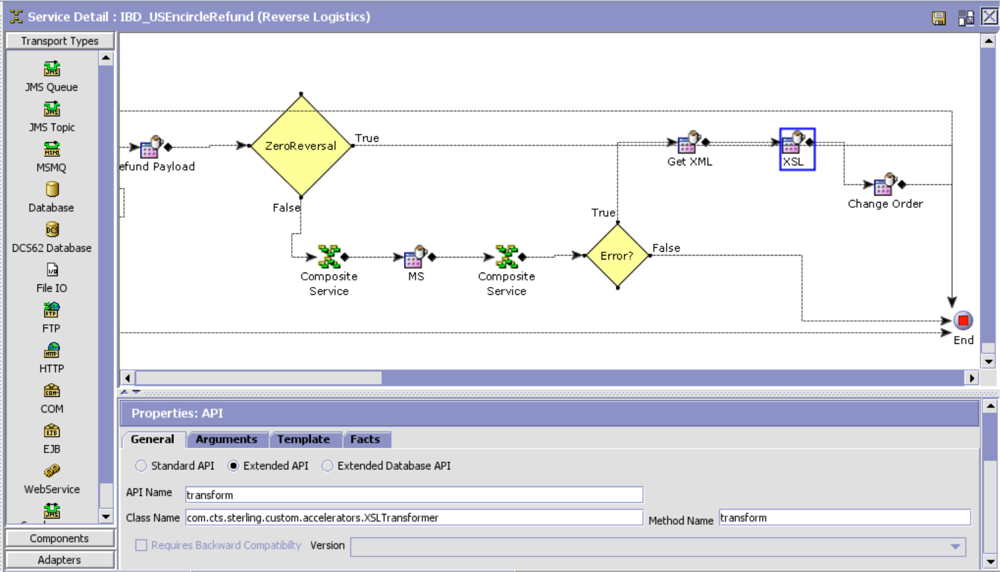 Service Detail : IBD_USEncircleRefund (Reverse Logistics)
Transport Types
JMS Queue
JMS Topic
MSMQ
Database
DCS62 Database
File IO
FTP
HTTP
COM
EJB
WebService
Components
Adapters
efund Payload
ZeroReversal
True
False
Get XML
XSL
Change Order
Composite
Service
MS
Composite
Service
Error?
True
False
End
Properties: API
General Arguments Template Facts
Standard API Extended API Extended Database API
API Name transform
Class Name com.cts.sterling.custom.accelerators.XSLTransformer Method Name transform
Requires Backward Compatibilty Version